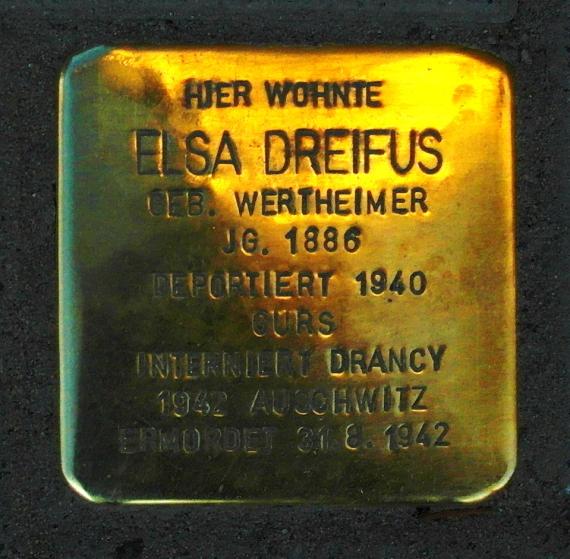 HIER WOHNTE
ELSA DREIFUS
GEB. WERTHEIMER
JG. 1886
DEPORTIERT 1940
GURS
INTERNIERT DRANCY
1942 AUSCHWITZ
ERMORDET 31.8.1942